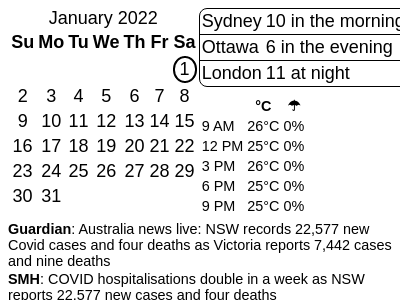 January 2022
Su Mo Tu We Th Fr Sa
1
2 3 4 5 6 7 8
9 10 11 12 13 14 15
16 17 18 19 20 21 22
23 24 25 26 27 28 29
30 31
Sydney 10 in the morning
Ottawa 6 in the evening
London 11 at night
°C ☂
9 AM 26°C 0%
12 PM 25°C 0%
3 PM 26°C 0%
6 PM 25°C 0%
9 PM 25°C 0%
Guardian: Australia news live: NSW records 22,577 new
Covid cases and four deaths as Victoria reports 7,442 cases
and nine deaths
SMH: COVID hospitalisations double in a week as NSW
reports 22,577 new cases and four deaths